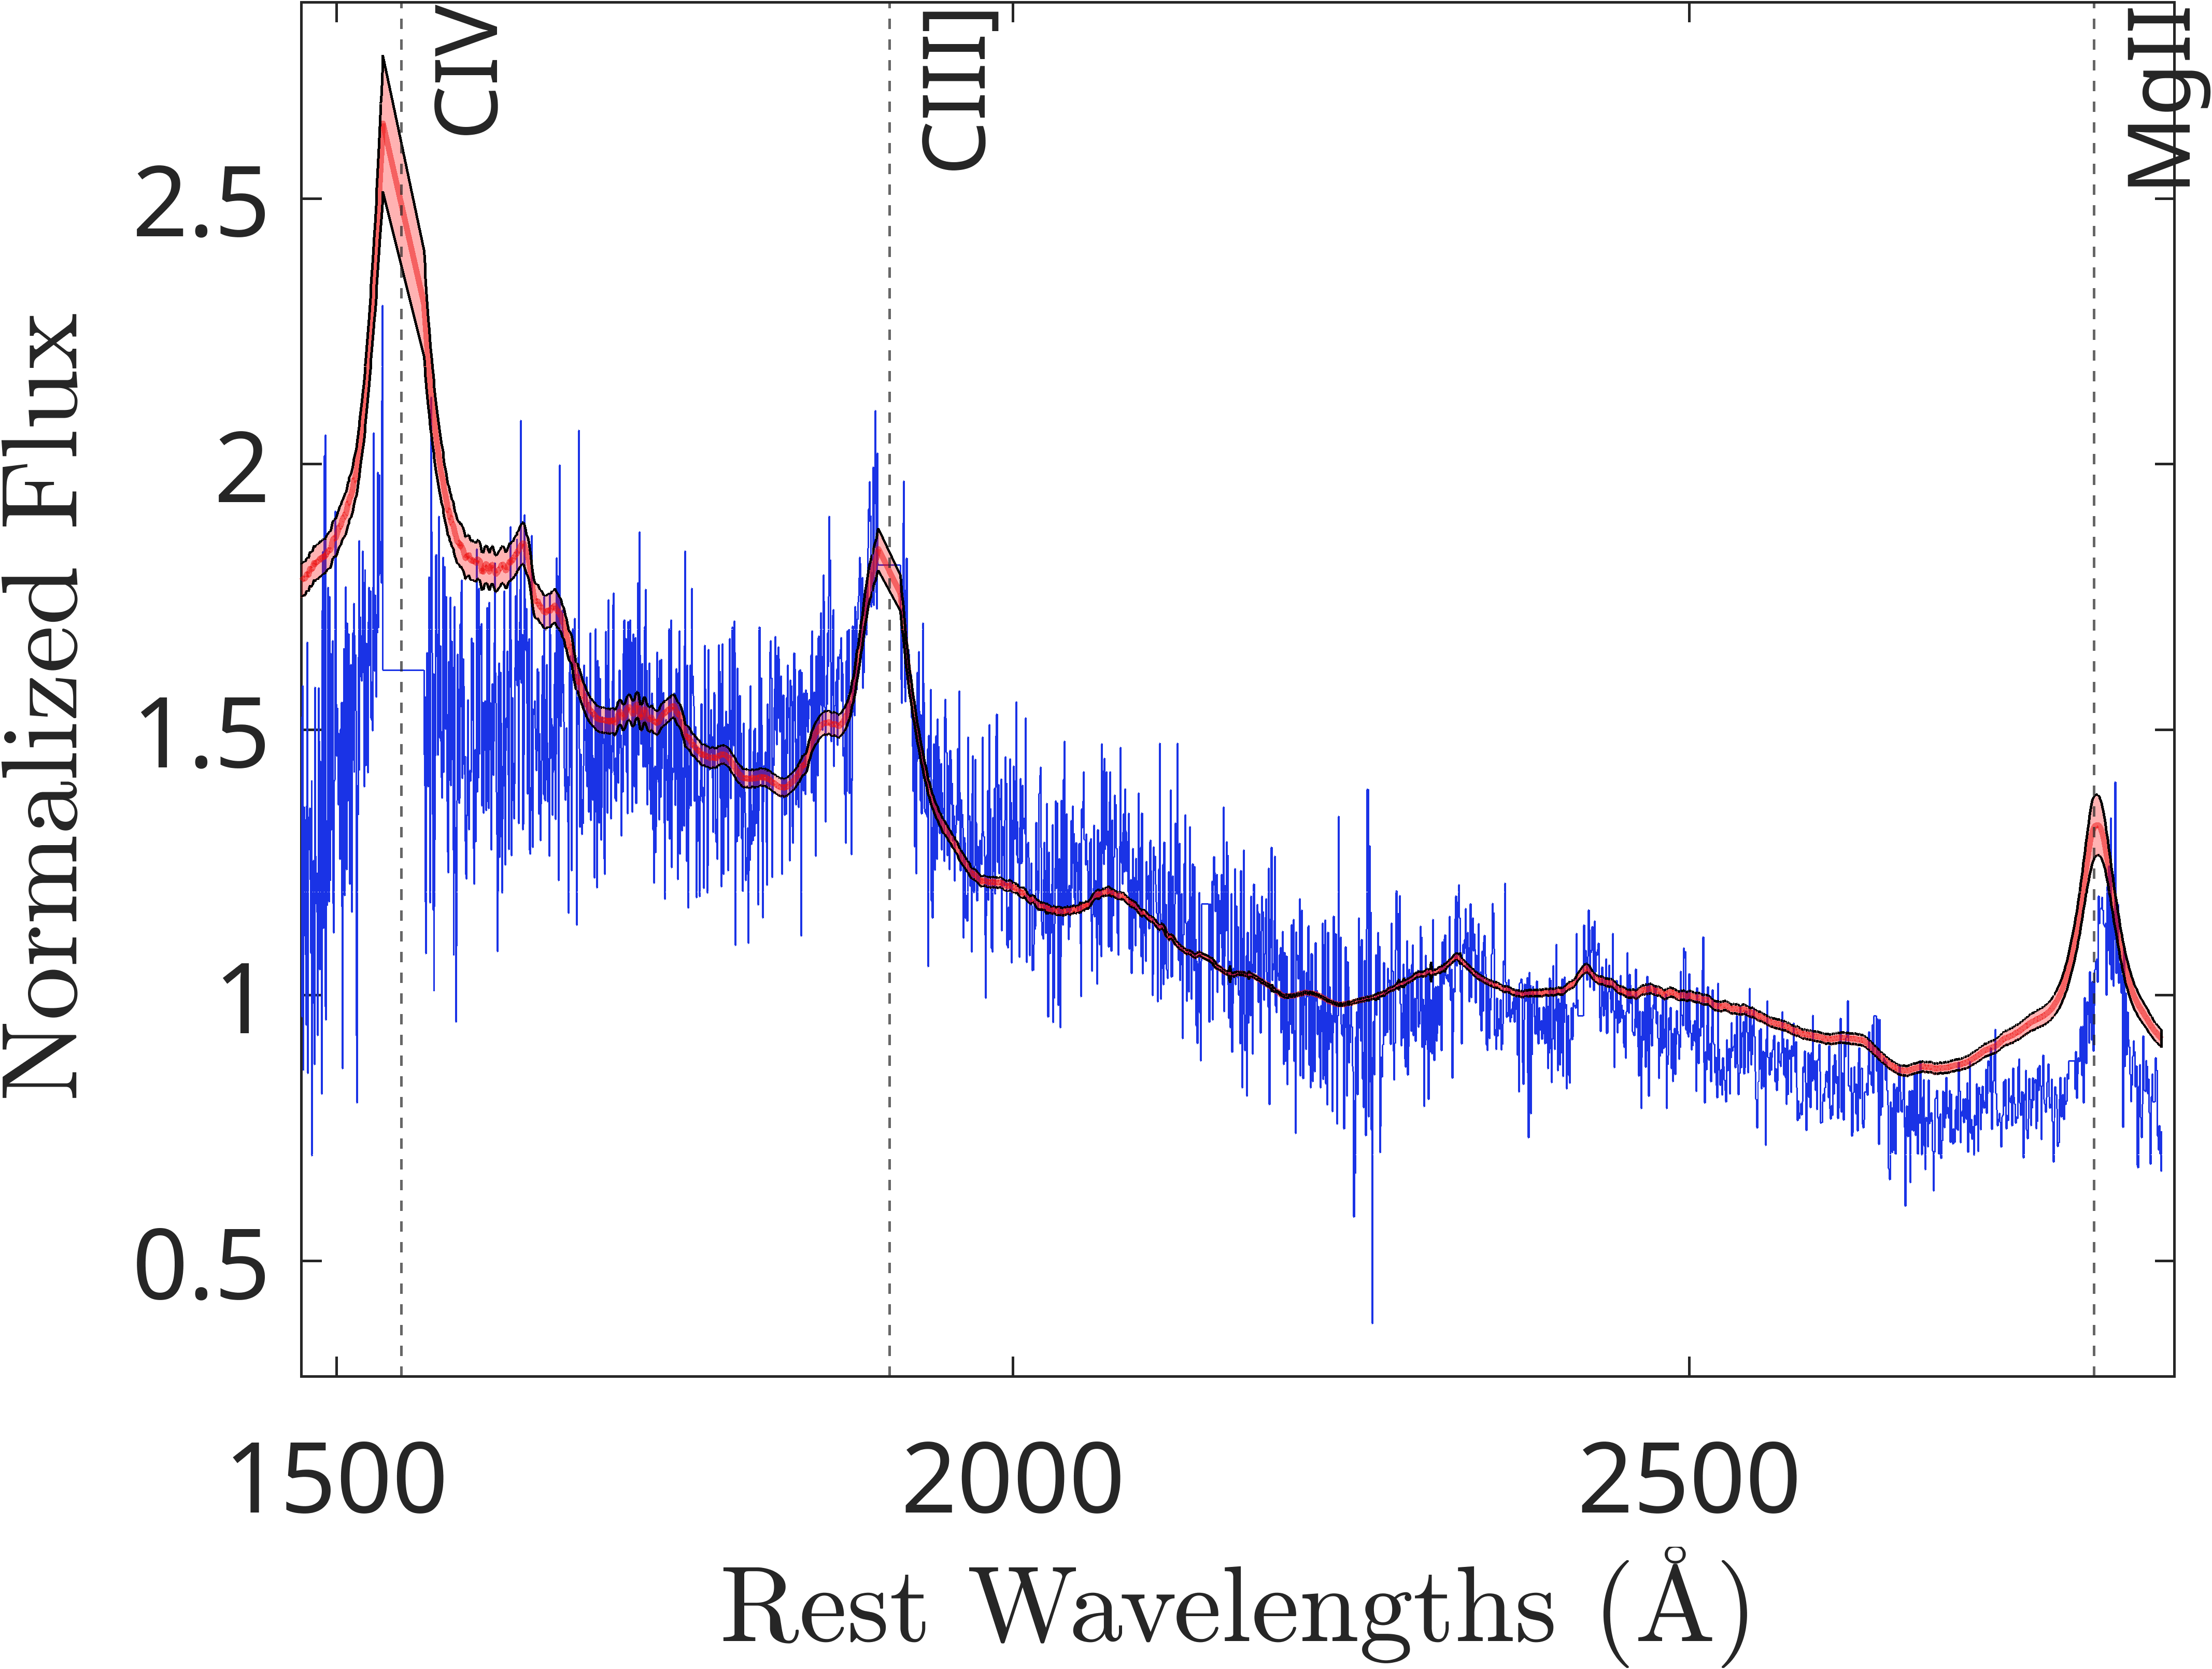 CIV
CIII]
MgII
Normalized Flux
2.5
2
1.5
1
0.5
1500
2000
2500
Rest Wavelengths (Å)